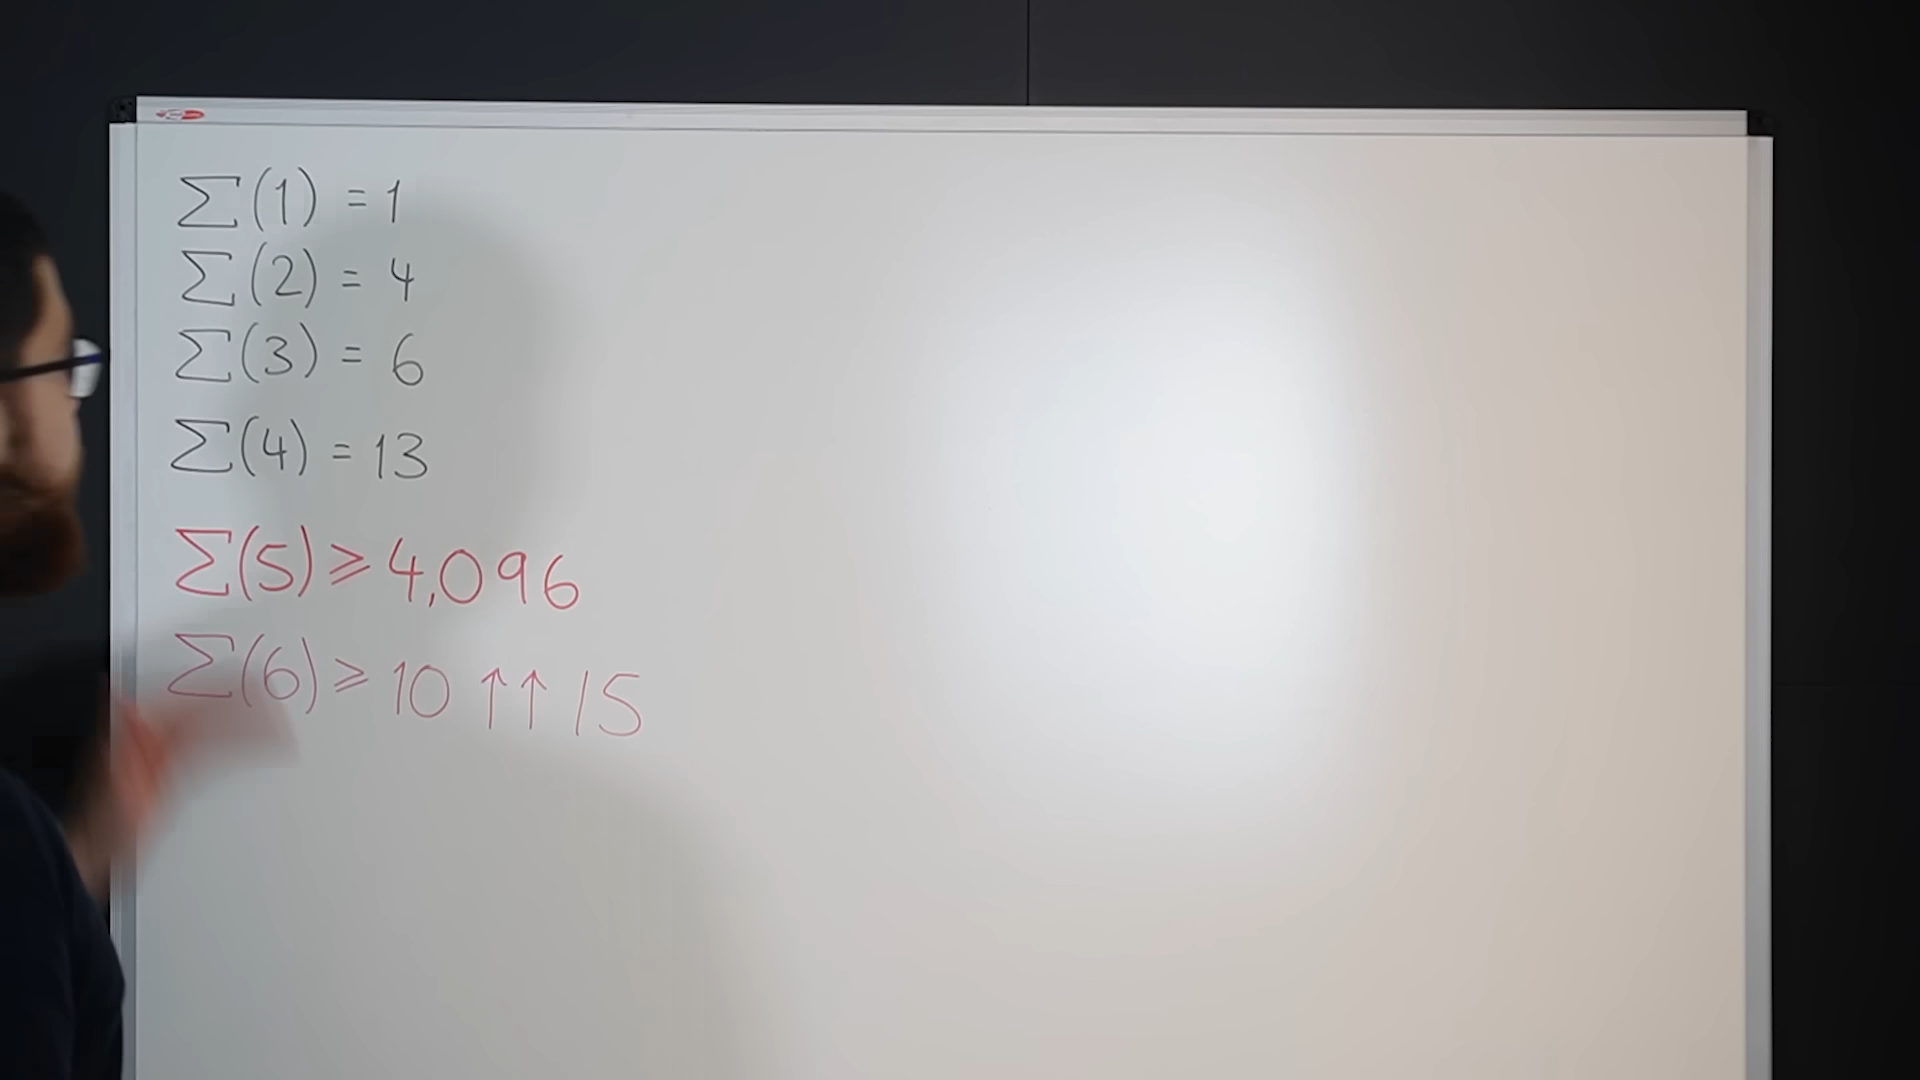 Σ(1) = 1
Σ(2) = 4
Σ(3) = 6
Σ(4) = 13
Σ(5) ⩾ 4,096
Σ(6) ⩾ 10 ↑↑ 15